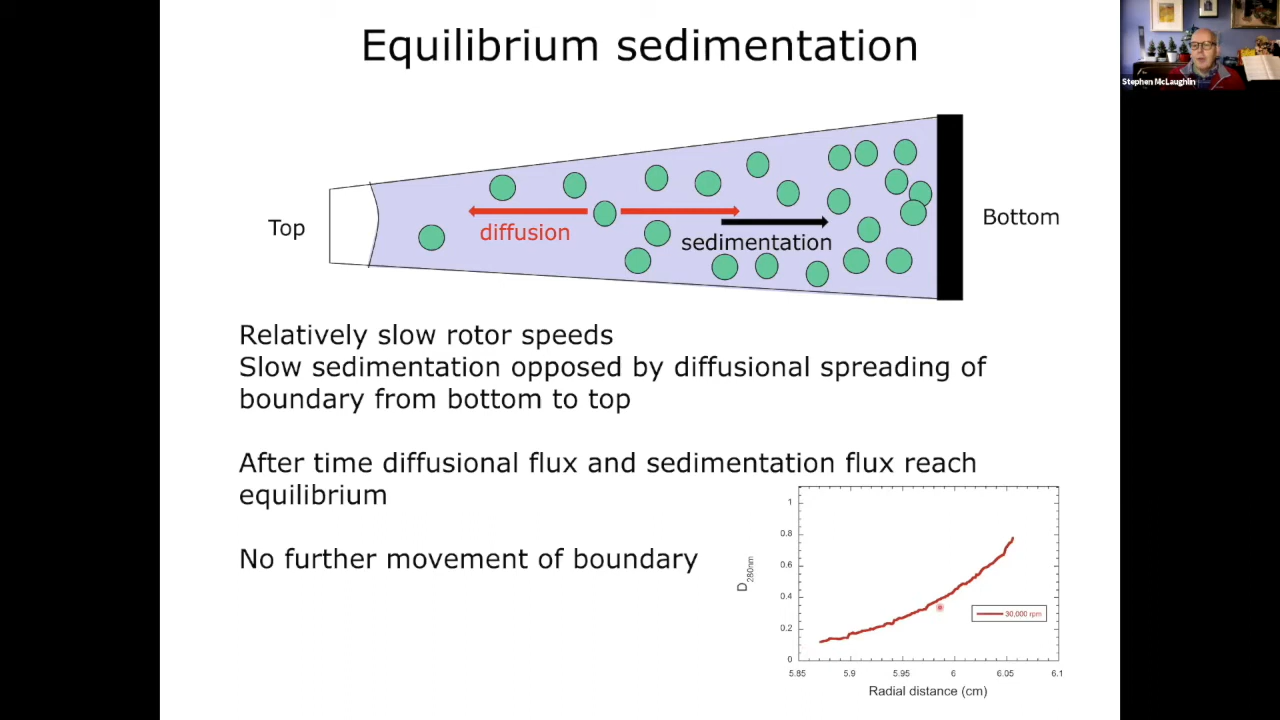 Equilibrium sedimentation
Stephen McLaughlin
Top
diffusion
sedimentation
Bottom
Relatively slow rotor speeds
Slow sedimentation opposed by diffusional spreading of
boundary from bottom to top
After time diffusional flux and sedimentation flux reach
equilibrium
No further movement of boundary
1
0.8
0.6
0.4
0.2
0
D280nm
30,000 rpm
5.85 5.9 5.95 6 6.05 6.1
Radial distance (cm)